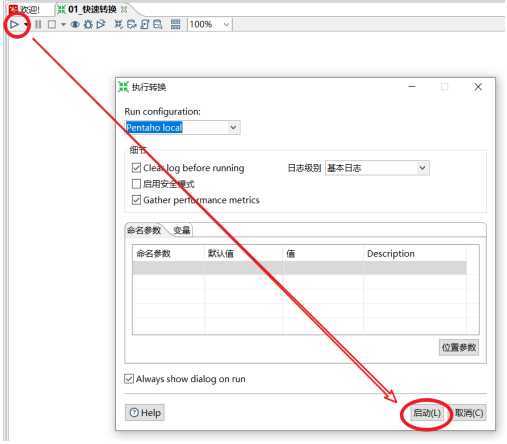 欢迎! 01_快速转换
100%
执行转换
Run configuration:
Pentaho local
细节
Clear log before running 日志级别 基本日志
启用安全模式
Gather performance metrics
命名参数 变量
命名参数 默认值 值 Description
位置参数
Always show dialog on run
Help 启动(L) 取消(C)